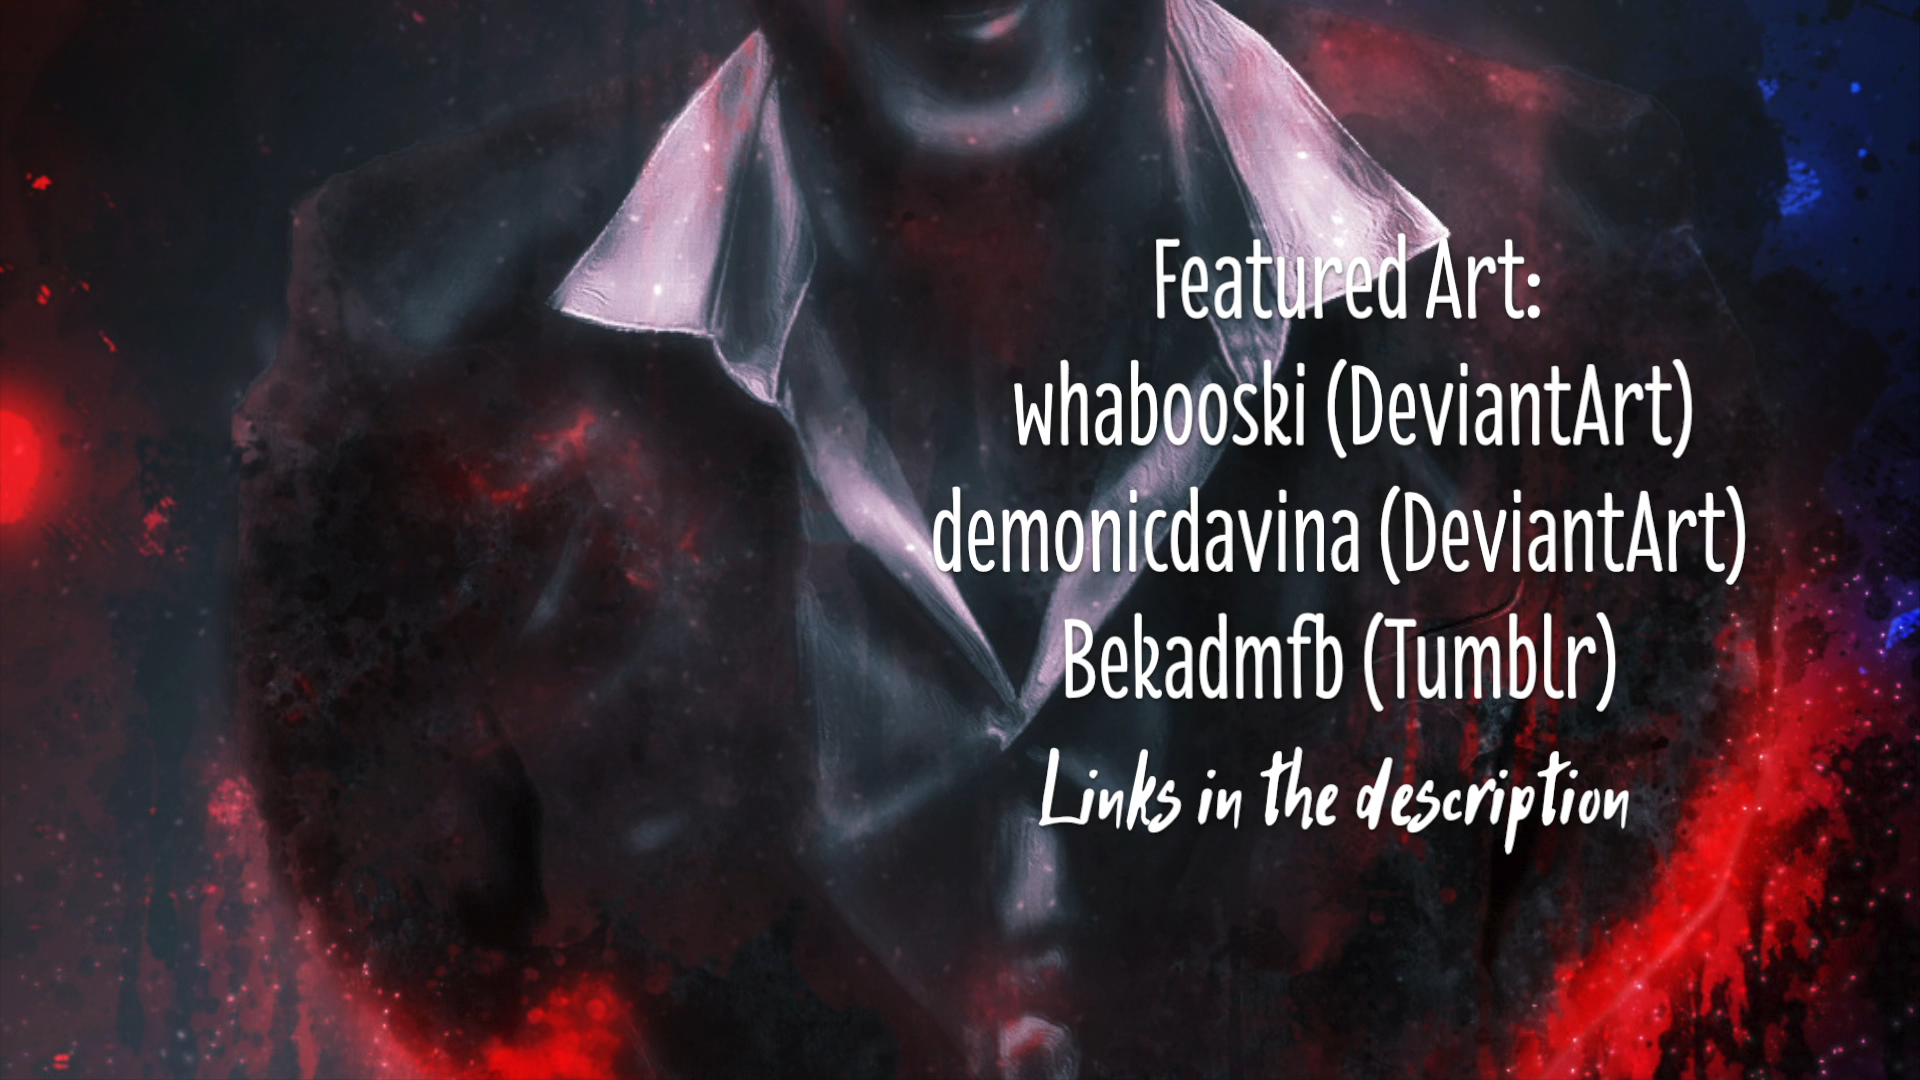 Featured Art:
whabooski (DeviantArt)
demonicdavina (DeviantArt)
Bekadmfb (Tumblr)
Links in the description